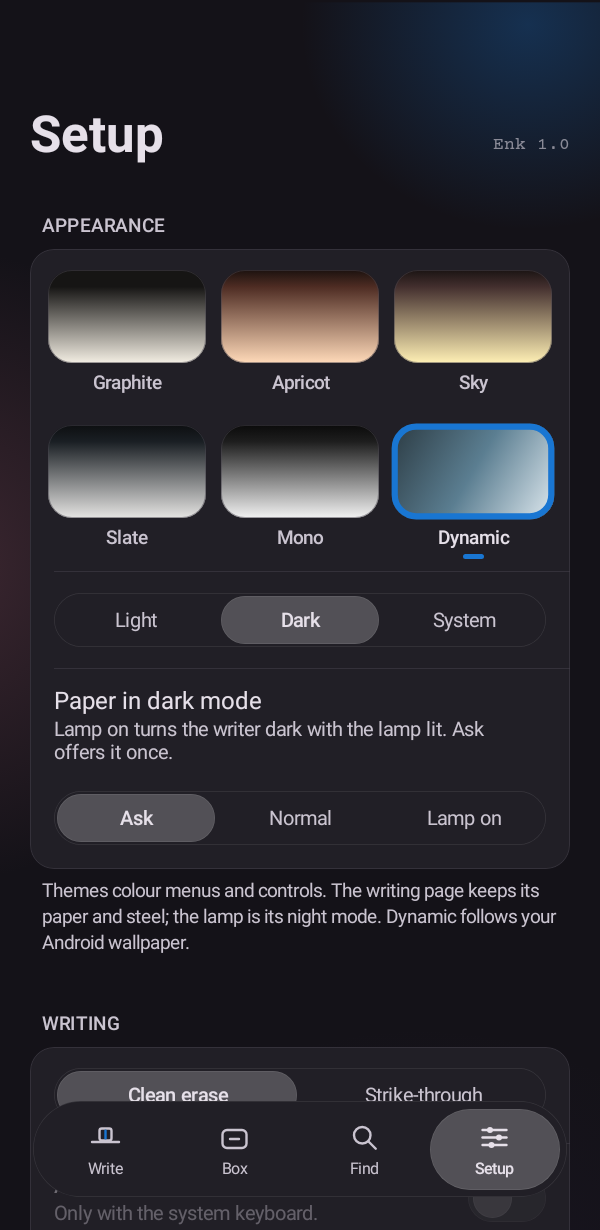 Setup
Enk 1.0
APPEARANCE
Graphite
Apricot
Sky
Slate
Mono
Dynamic
Light
Dark
System
Paper in dark mode
Lamp on turns the writer dark with the lamp lit. Ask
offers it once.
Ask
Normal
Lamp on
Themes colour menus and controls. The writing page keeps its
paper and steel; the lamp is its night mode. Dynamic follows your
Android wallpaper.
WRITING
Clean erase
Strike-through
Write
Box
Find
Setup
Only with the system keyboard.